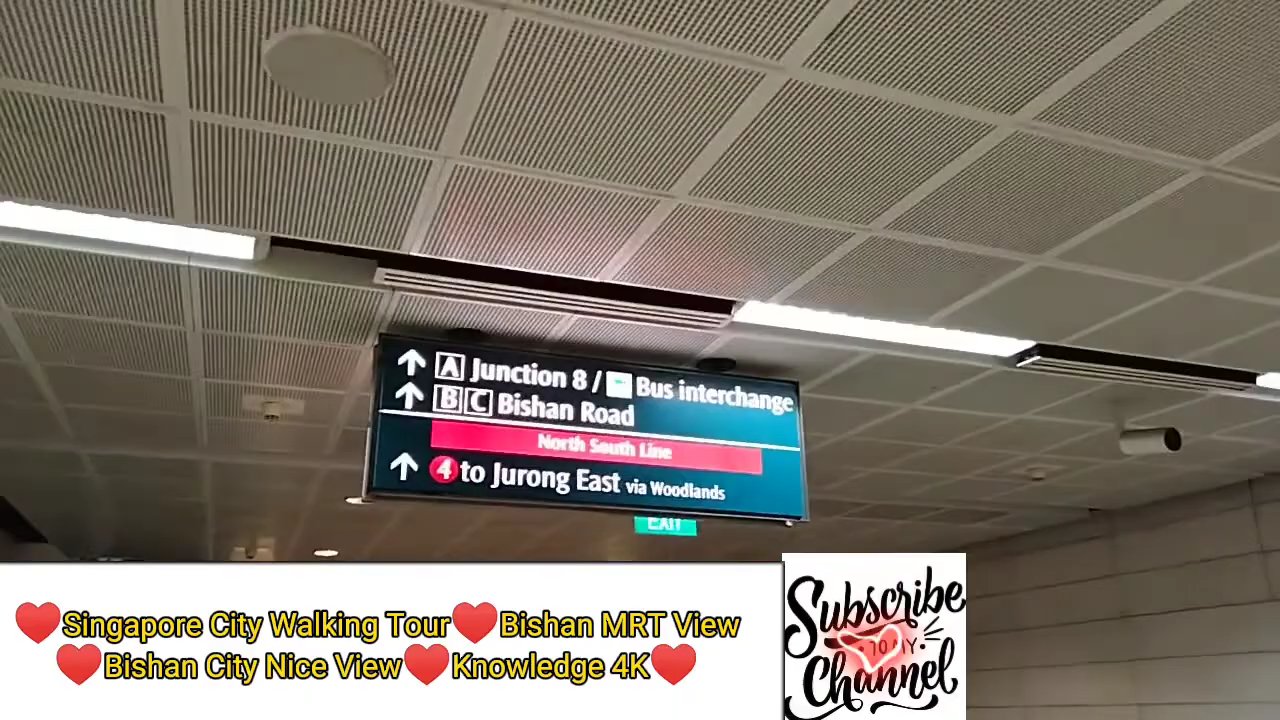 A Junction 8 / Bus interchange
B C Bishan Road
North South Line
4 to Jurong East via Woodlands
EXIT
❤️Singapore City Walking Tour❤️Bishan MRT View
❤️Bishan City Nice View❤️Knowledge 4K❤️
Subscribe
TO MY
Channel